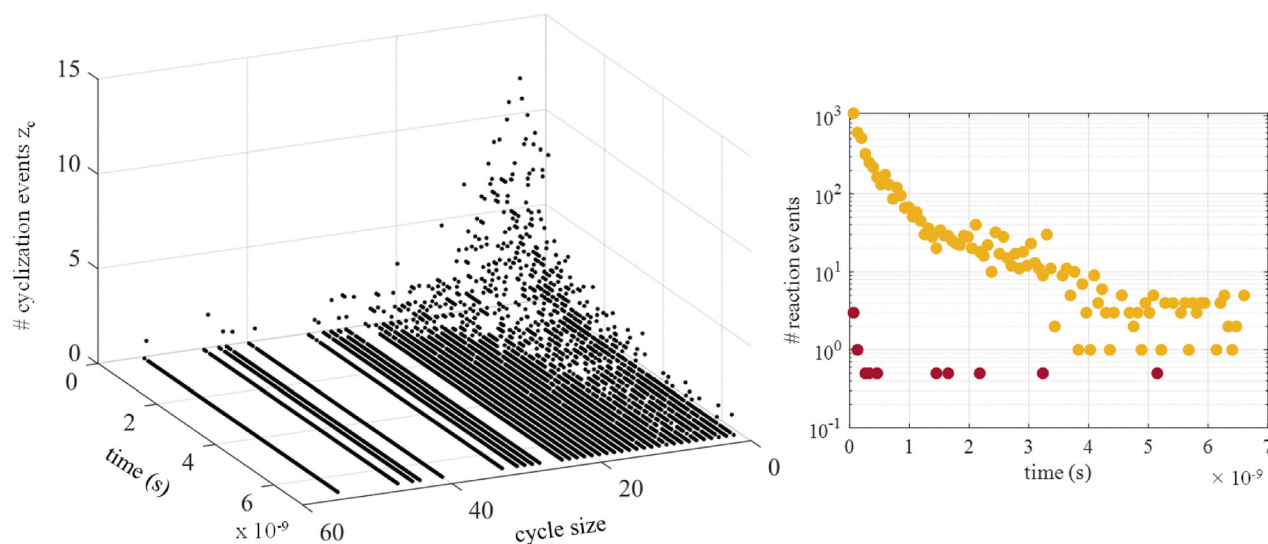 # cyclization events z_c
15
10
5
0
0
2
4
6
x 10^-9
time (s)
60
40
20
0
cycle size
# reaction events
10^3
10^2
10^1
10^0
10^-1
0 1 2 3 4 5 6 7
time (s)
× 10^-9